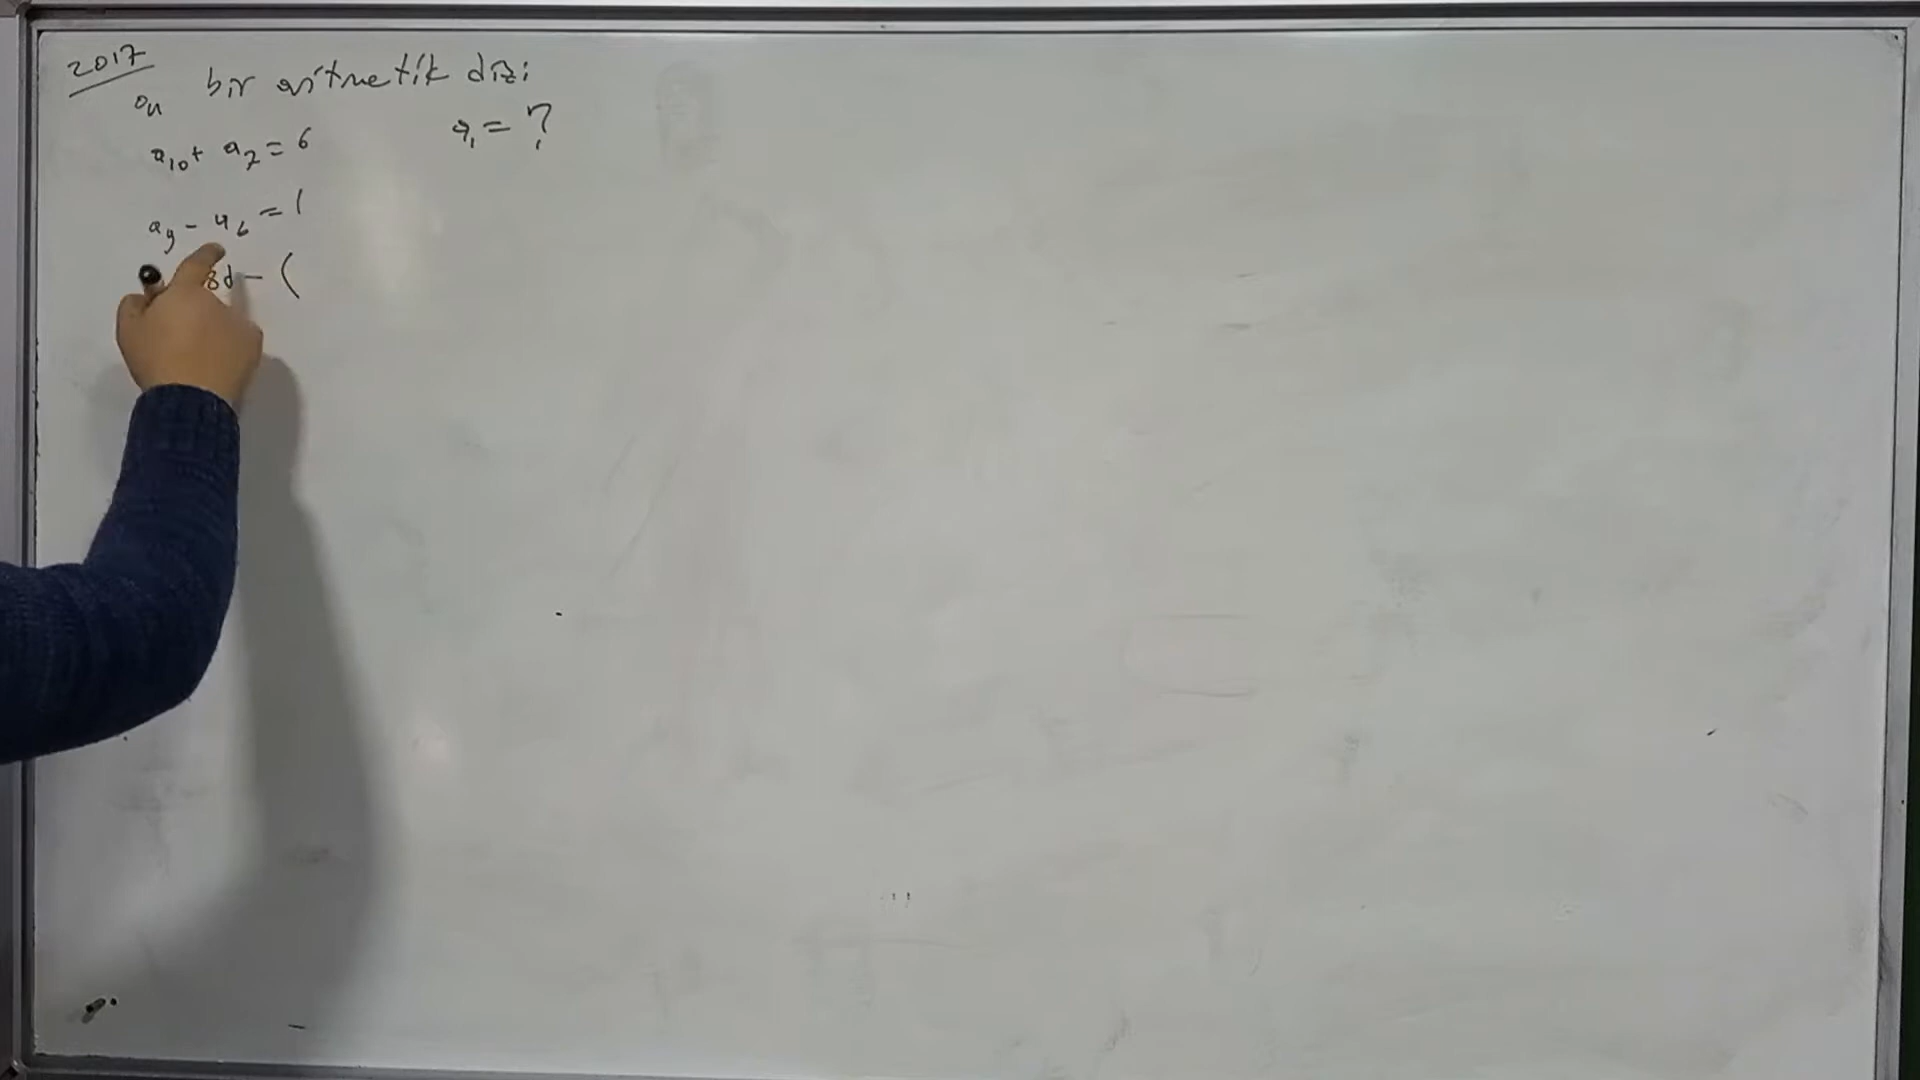 2017
aₙ bir aritmetik dizi
a₁₀ + a₇ = 6
a₁ = ?
a₉ - a₆ = 1
8d - (